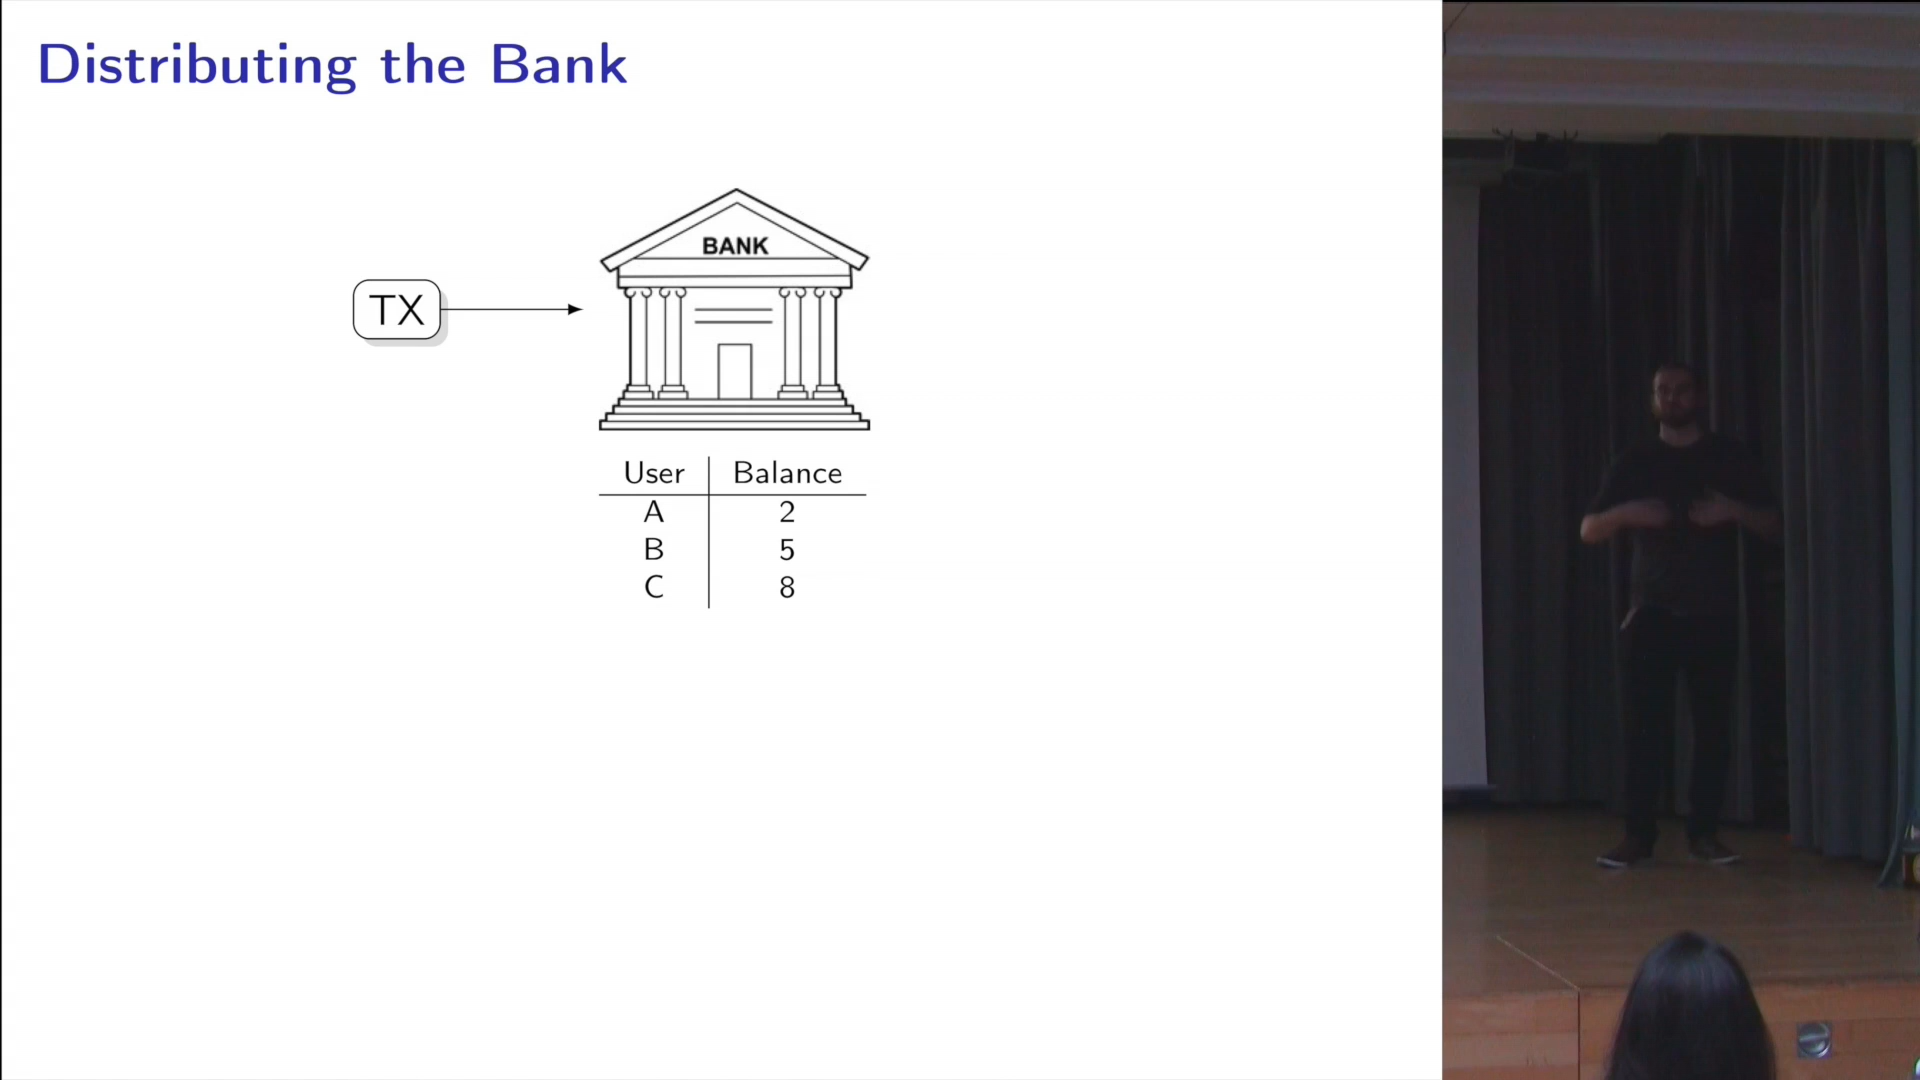 Distributing the Bank
BANK
TX
User Balance
A 2
B 5
C 8